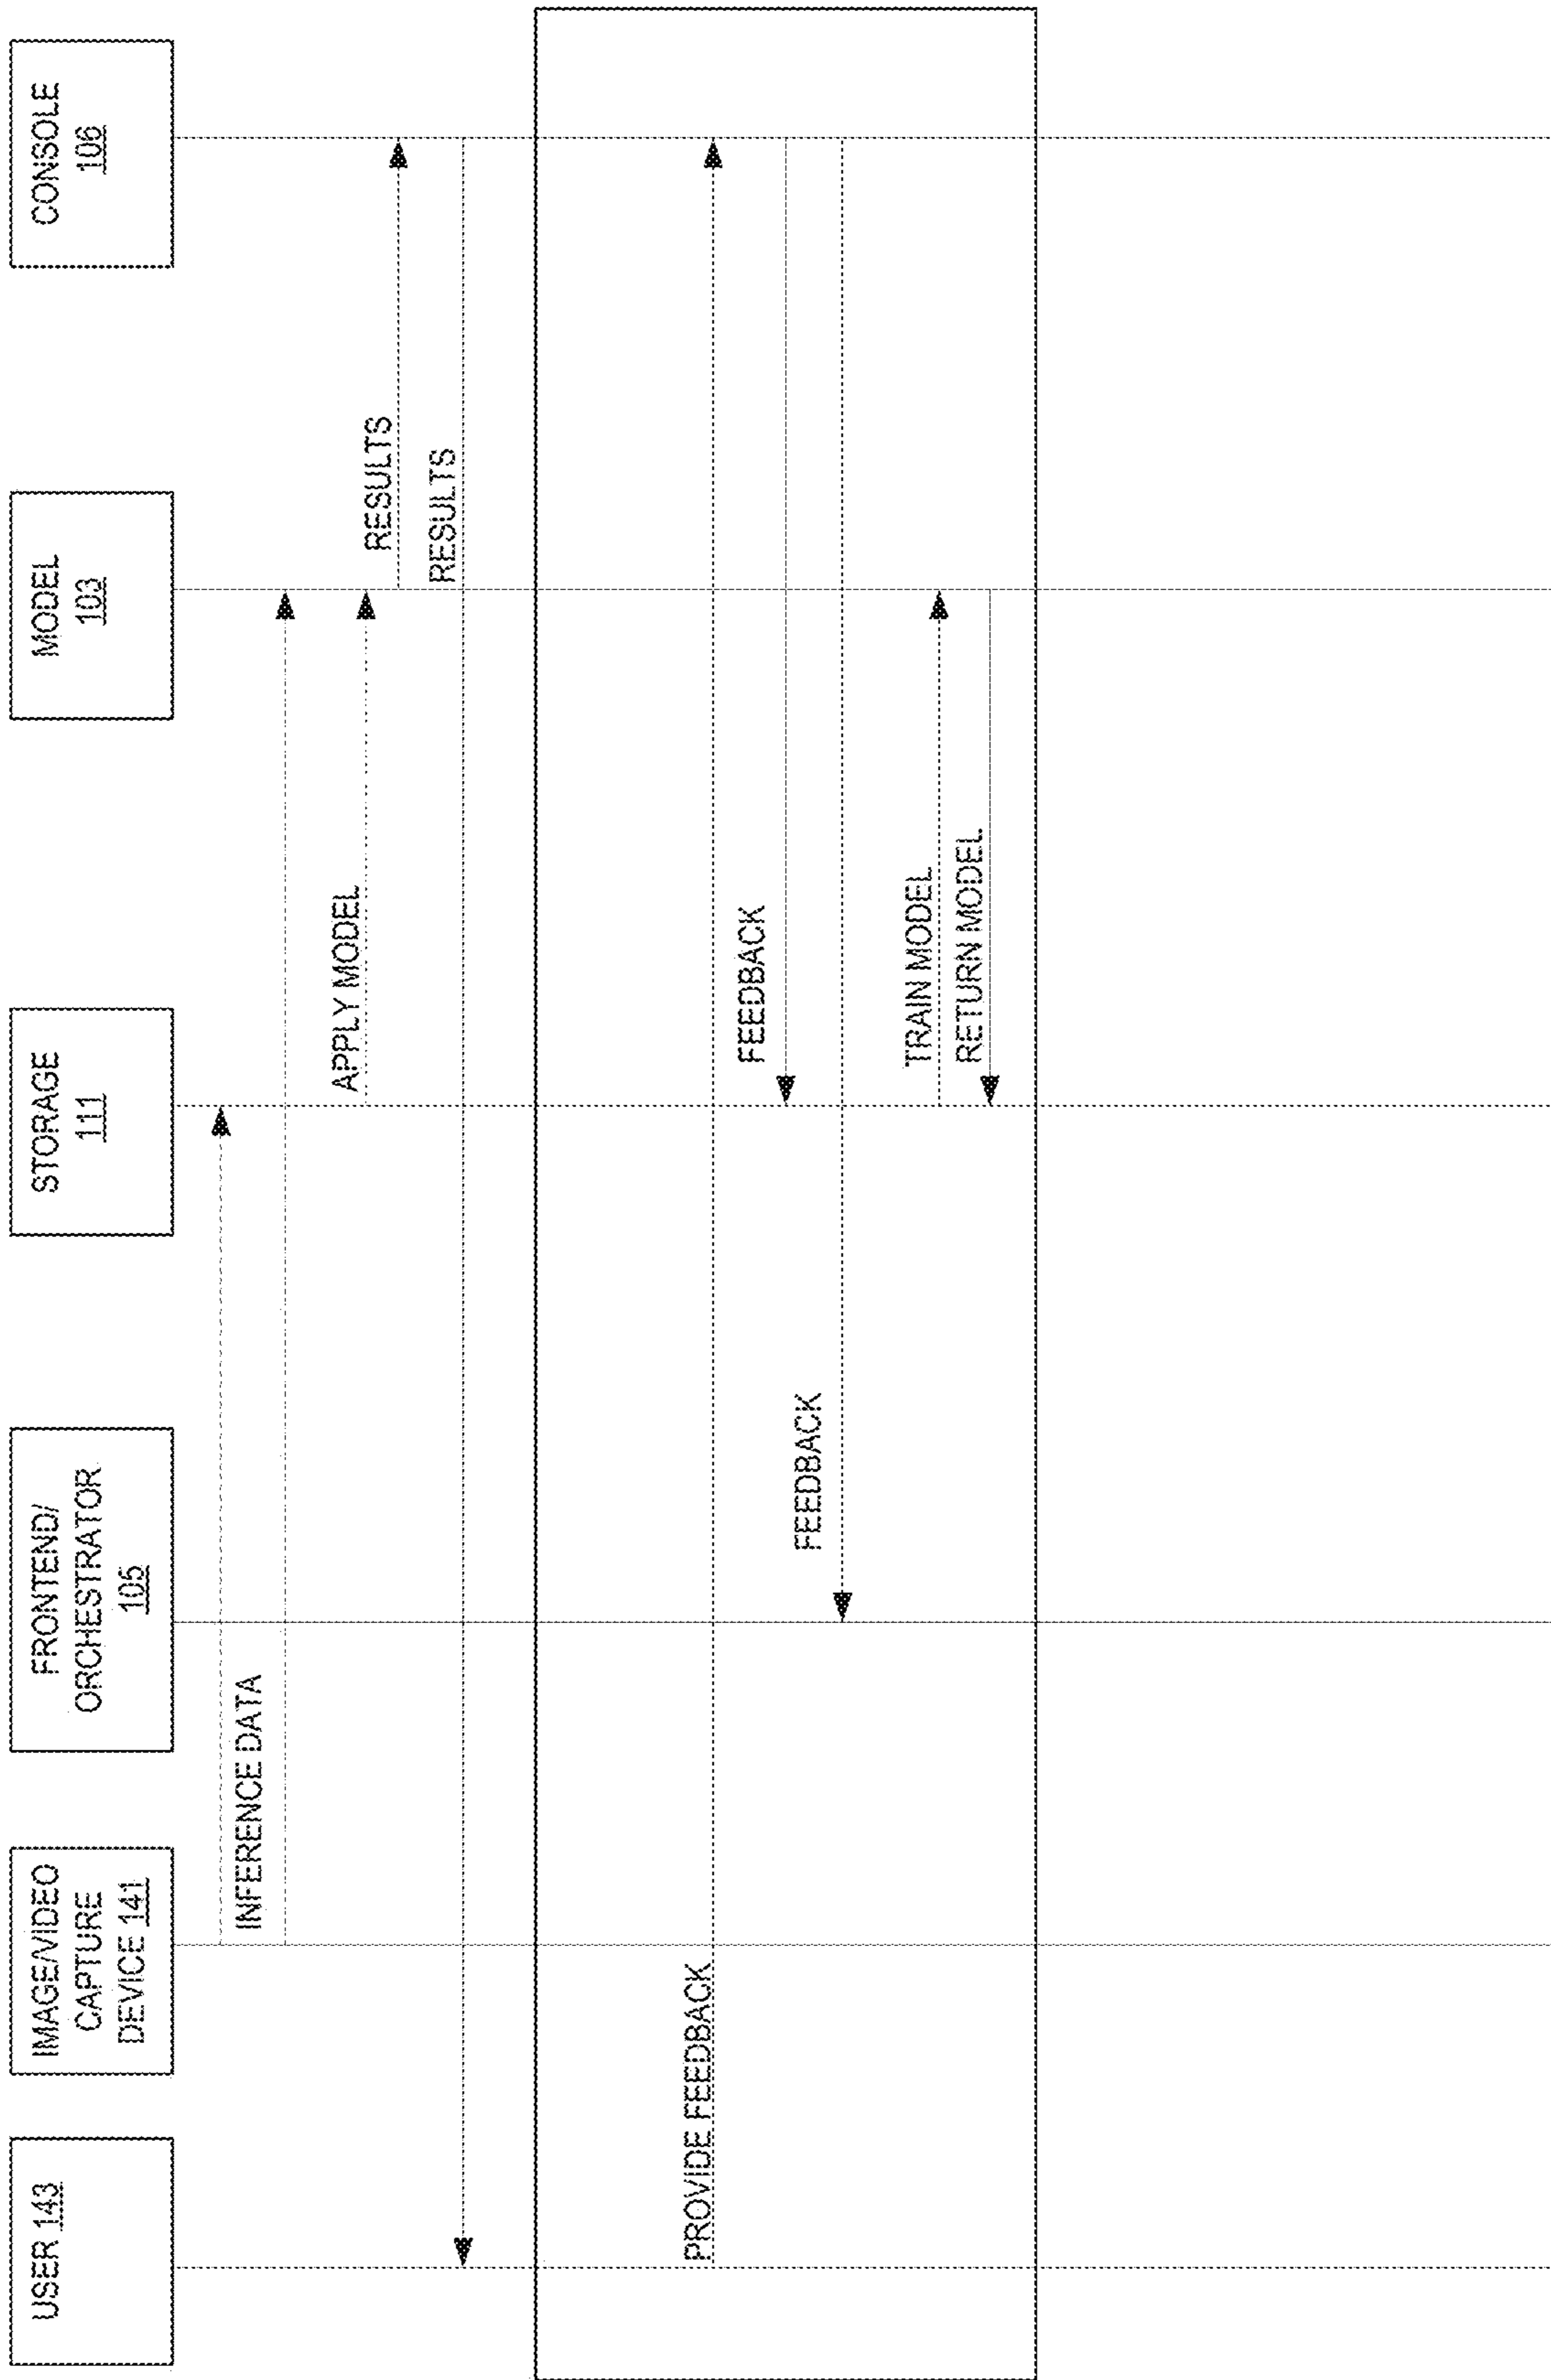 USER 143
IMAGE/VIDEO
CAPTURE
DEVICE 141
FRONTEND/
ORCHESTRATOR
105
STORAGE
111
MODEL
103
CONSOLE
106
INFERENCE DATA
APPLY MODEL
RESULTS
RESULTS
PROVIDE FEEDBACK
FEEDBACK
FEEDBACK
TRAIN MODEL
RETURN MODEL